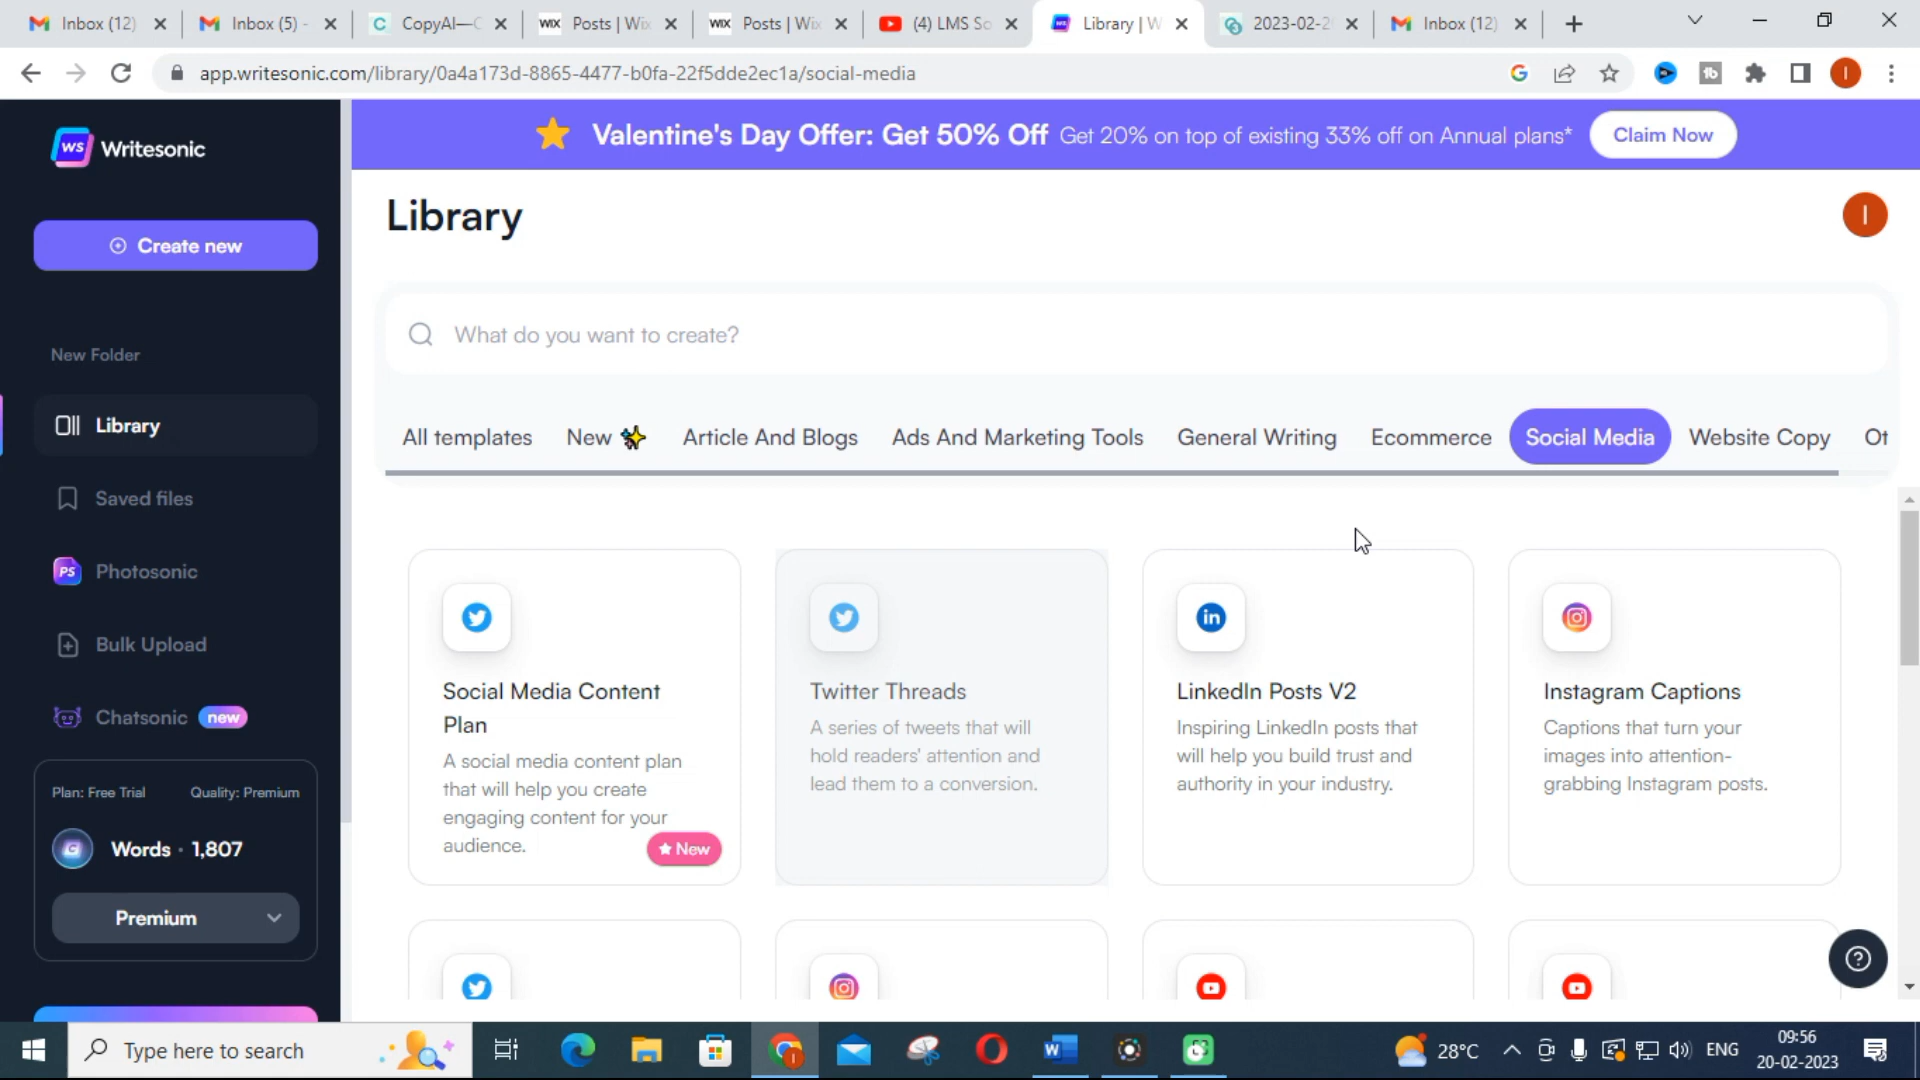 Inbox (12)
Inbox (5) -
CopyAI—C
WIX Posts | Wix
WIX Posts | Wix
(4) LMS So
Library | W
2023-02-2
Inbox (12)
app.writesonic.com/library/0a4a173d-8865-4477-b0fa-22f5dde2ec1a/social-media
WS Writesonic
Create new
New Folder
Library
Saved files
PS Photosonic
Bulk Upload
Chatsonic new
Plan: Free Trial Quality: Premium
G Words · 1,807
Premium
Valentine's Day Offer: Get 50% Off Get 20% on top of existing 33% off on Annual plans* Claim Now
Library
I
What do you want to create?
All templates New Article And Blogs Ads And Marketing Tools General Writing Ecommerce Social Media Website Copy Ot
Social Media Content
Plan
A social media content plan
that will help you create
engaging content for your
audience.
New
Twitter Threads
A series of tweets that will
hold readers' attention and
lead them to a conversion.
in
LinkedIn Posts V2
Inspiring LinkedIn posts that
will help you build trust and
authority in your industry.
Instagram Captions
Captions that turn your
images into attention-
grabbing Instagram posts.
Type here to search
28°C
ENG
09:56
20-02-2023